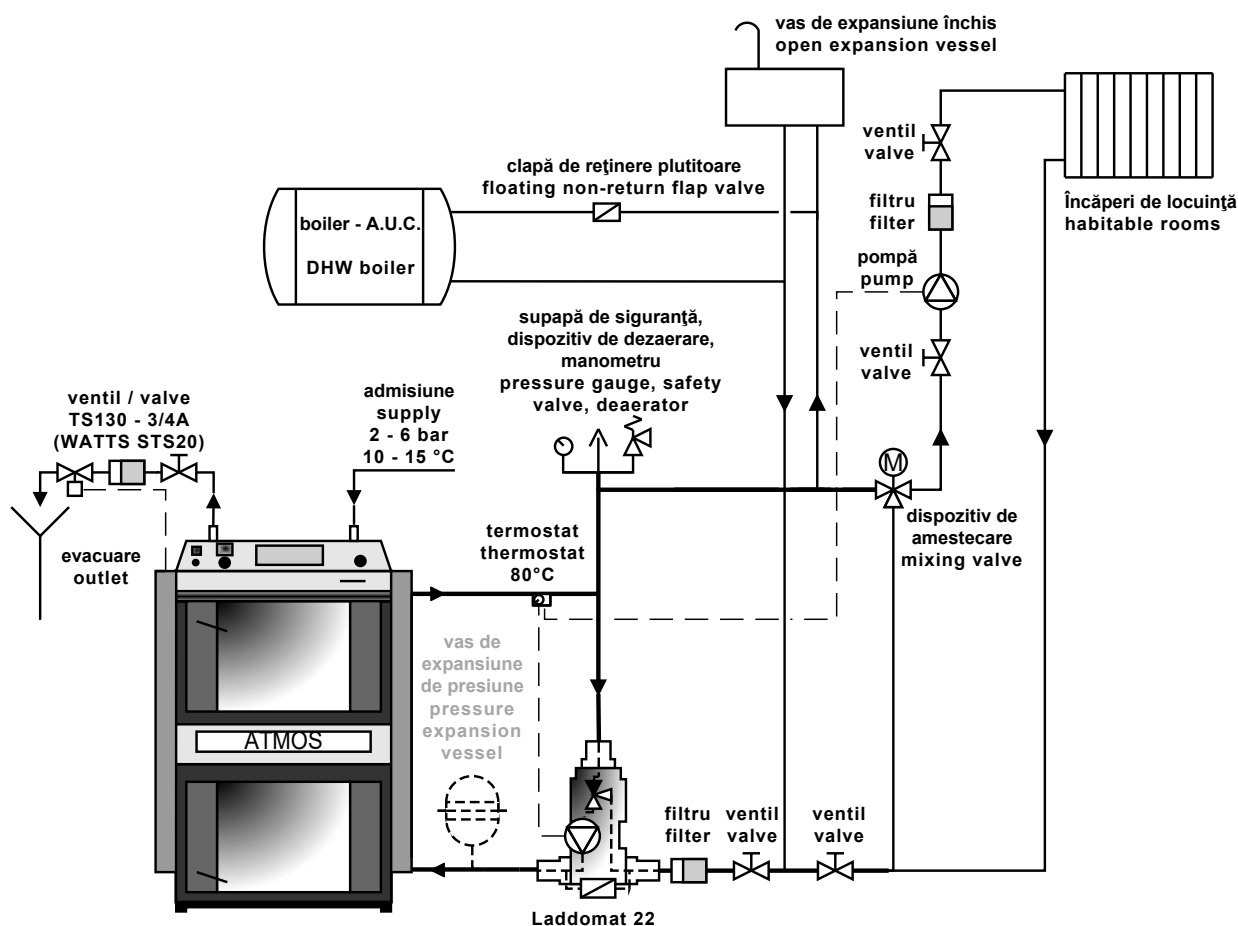 vas de expansiune închis
open expansion vessel
ventil
valve
clapă de reţinere plutitoare
floating non-return flap valve
filtru
filter
Încăperi de locuinţă
habitable rooms
boiler - A.U.C.
DHW boiler
pompă
pump
supapă de siguranţă,
dispozitiv de dezaerare,
manometru
pressure gauge, safety
valve, deaerator
ventil
valve
ventil / valve
TS130 - 3/4A
(WATTS STS20)
admisiune
supply
2 - 6 bar
10 - 15 °C
M
dispozitiv de
amestecare
mixing valve
evacuare
outlet
termostat
thermostat
80°C
vas de
expansiune
de presiune
pressure
expansion
vessel
ATMOS
filtru
filter
ventil
valve
ventil
valve
Laddomat 22